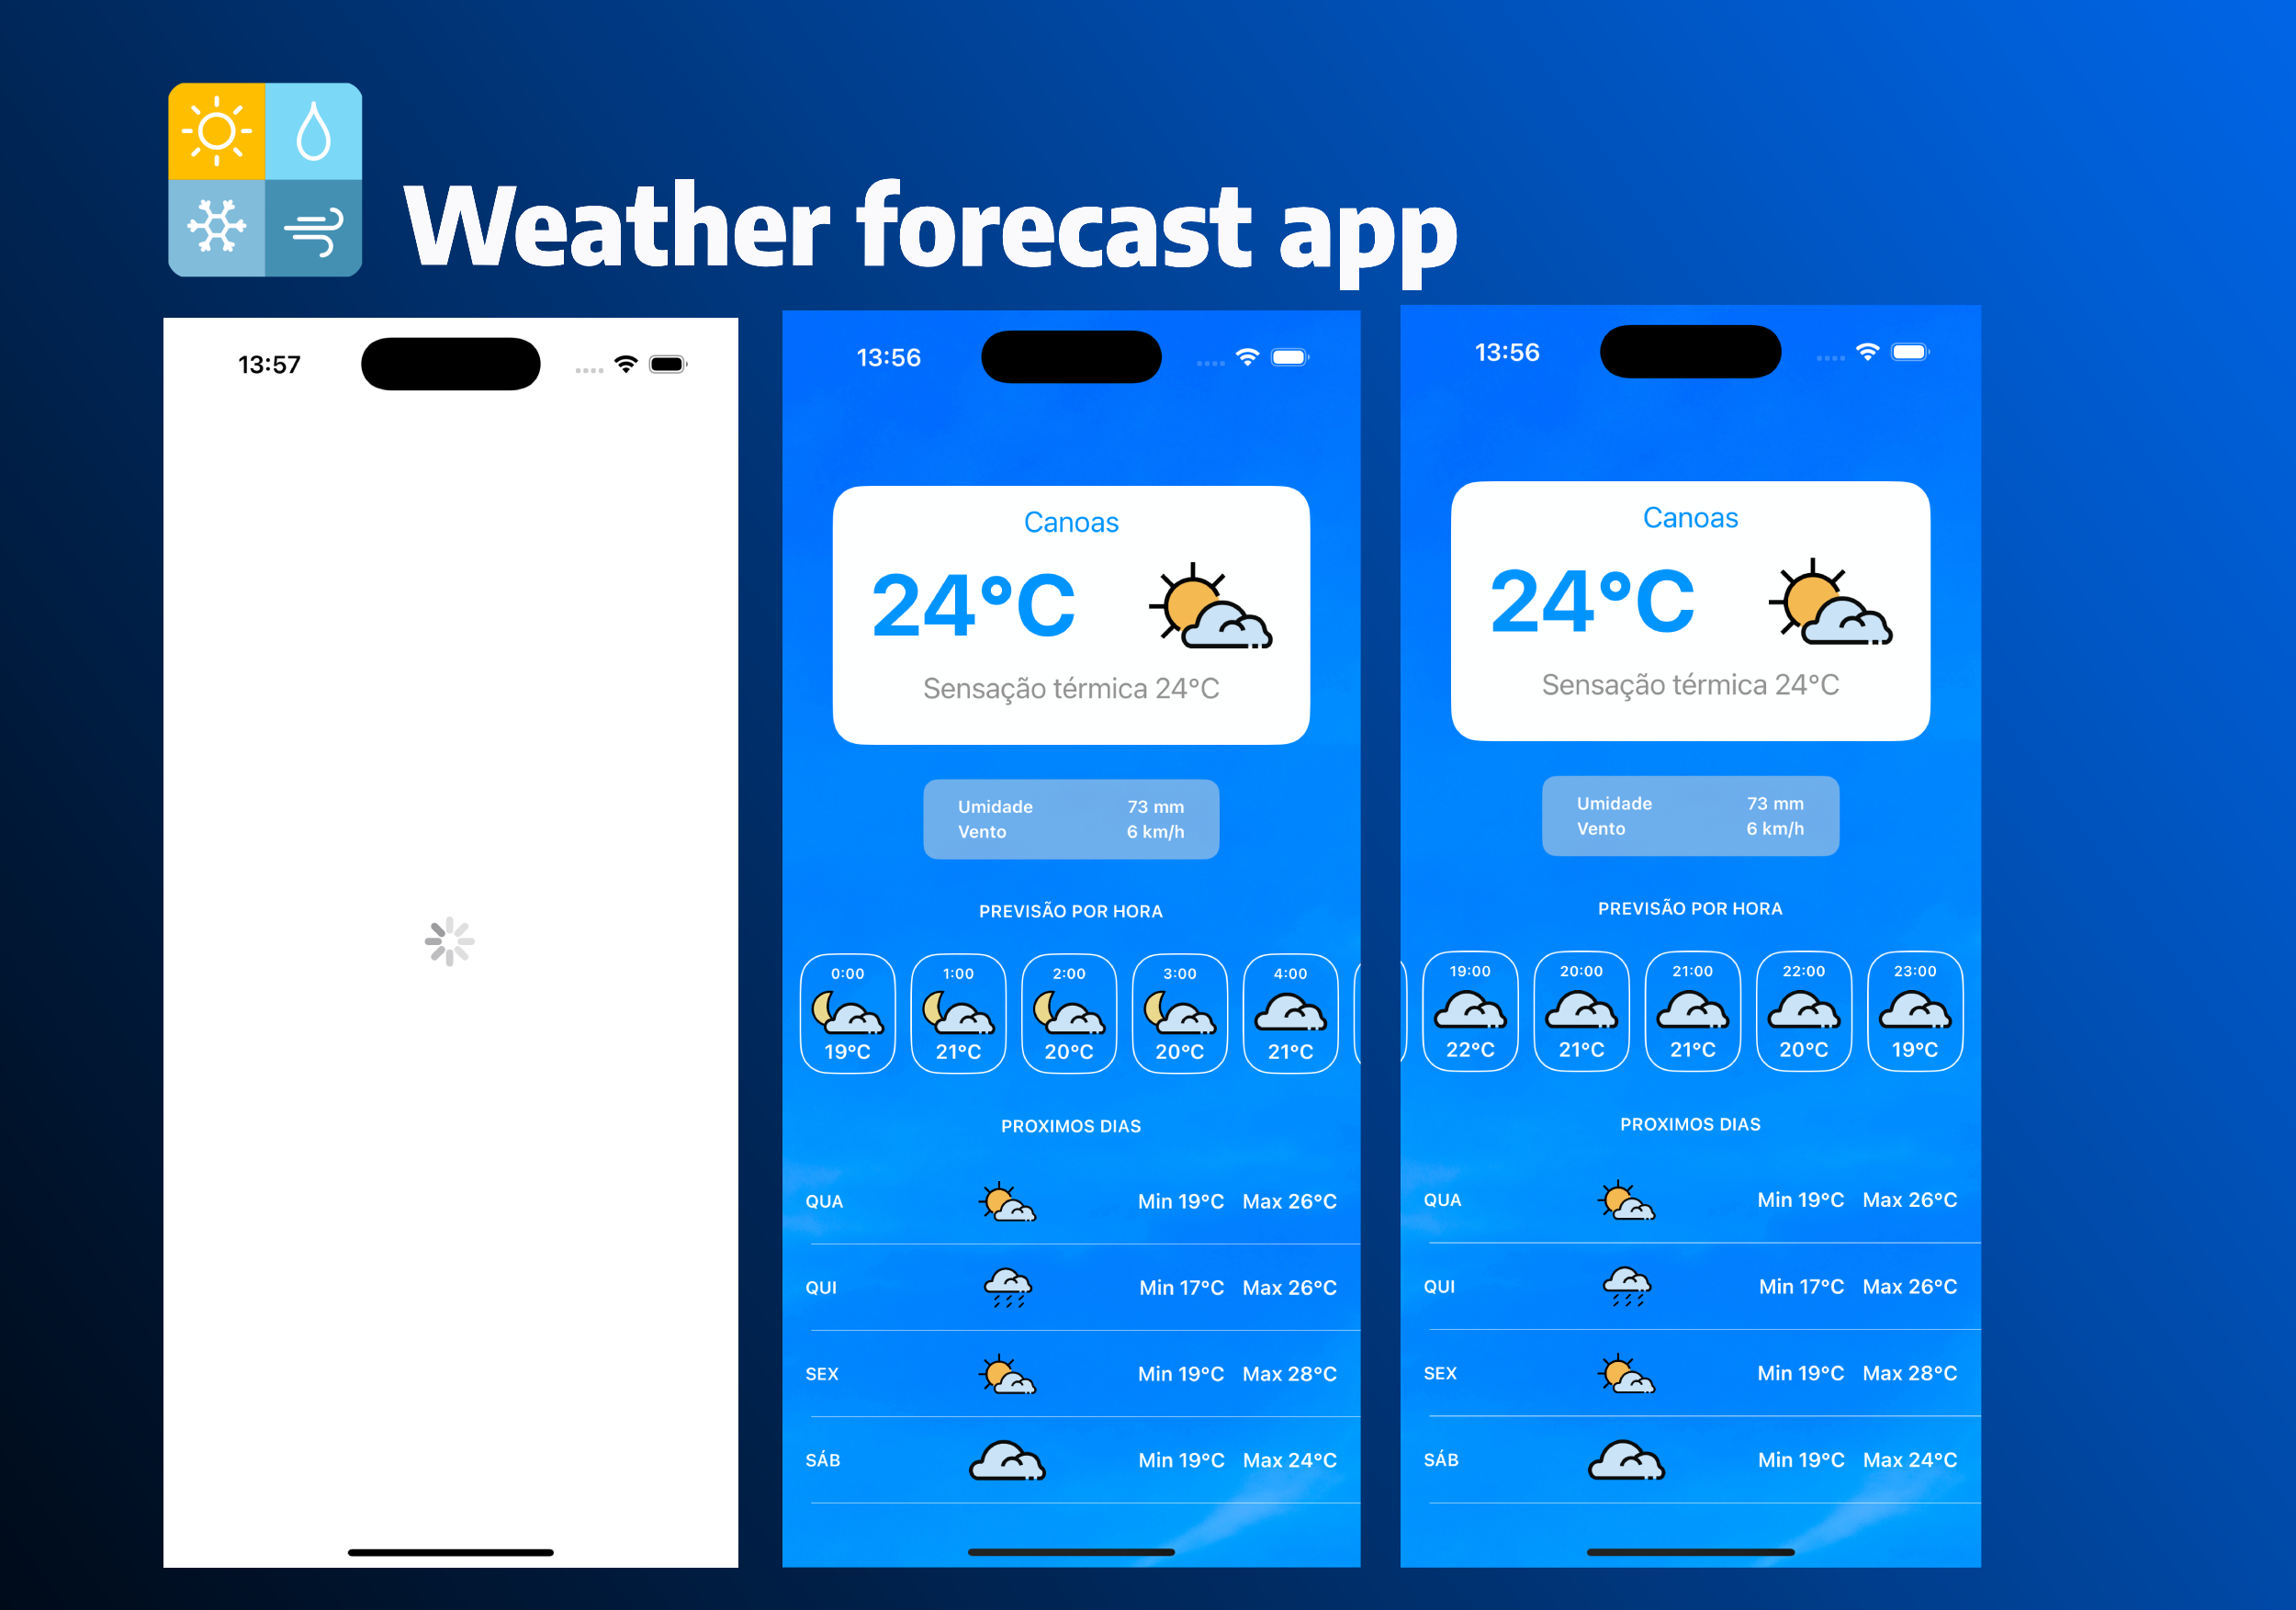 Weather forecast app
13:57
13:56
Canoas
24°C
Sensação térmica 24°C
Umidade 73 mm
Vento 6 km/h
PREVISÃO POR HORA
0:00 1:00 2:00 3:00 4:00
19°C 21°C 20°C 20°C 21°C
PROXIMOS DIAS
QUA Min 19°C Max 26°C
QUI Min 17°C Max 26°C
SEX Min 19°C Max 28°C
SÁB Min 19°C Max 24°C
13:56
Canoas
24°C
Sensação térmica 24°C
Umidade 73 mm
Vento 6 km/h
PREVISÃO POR HORA
19:00 20:00 21:00 22:00 23:00
22°C 21°C 21°C 20°C 19°C
PROXIMOS DIAS
QUA Min 19°C Max 26°C
QUI Min 17°C Max 26°C
SEX Min 19°C Max 28°C
SÁB Min 19°C Max 24°C